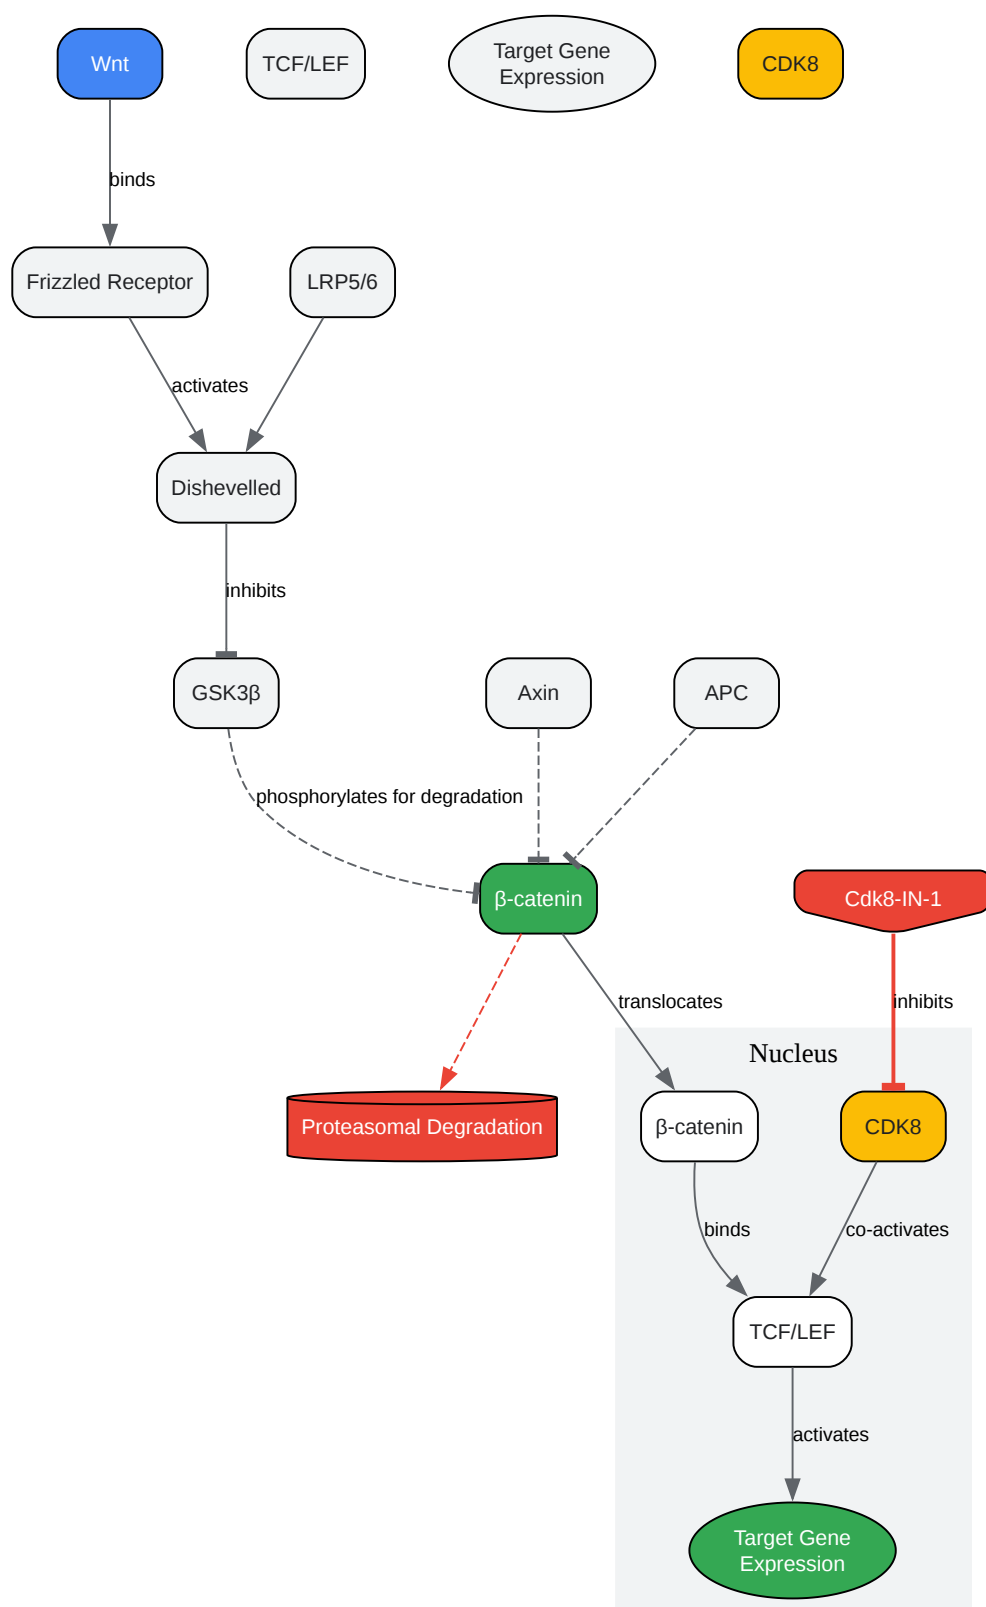 Wnt
TCF/LEF
Target Gene
Expression
CDK8
binds
Frizzled Receptor
LRP5/6
activates
Dishevelled
inhibits
GSK3β
Axin
APC
phosphorylates for degradation
β-catenin
Cdk8-IN-1
translocates
inhibits
Nucleus
Proteasomal Degradation
β-catenin
CDK8
binds
co-activates
TCF/LEF
activates
Target Gene
Expression